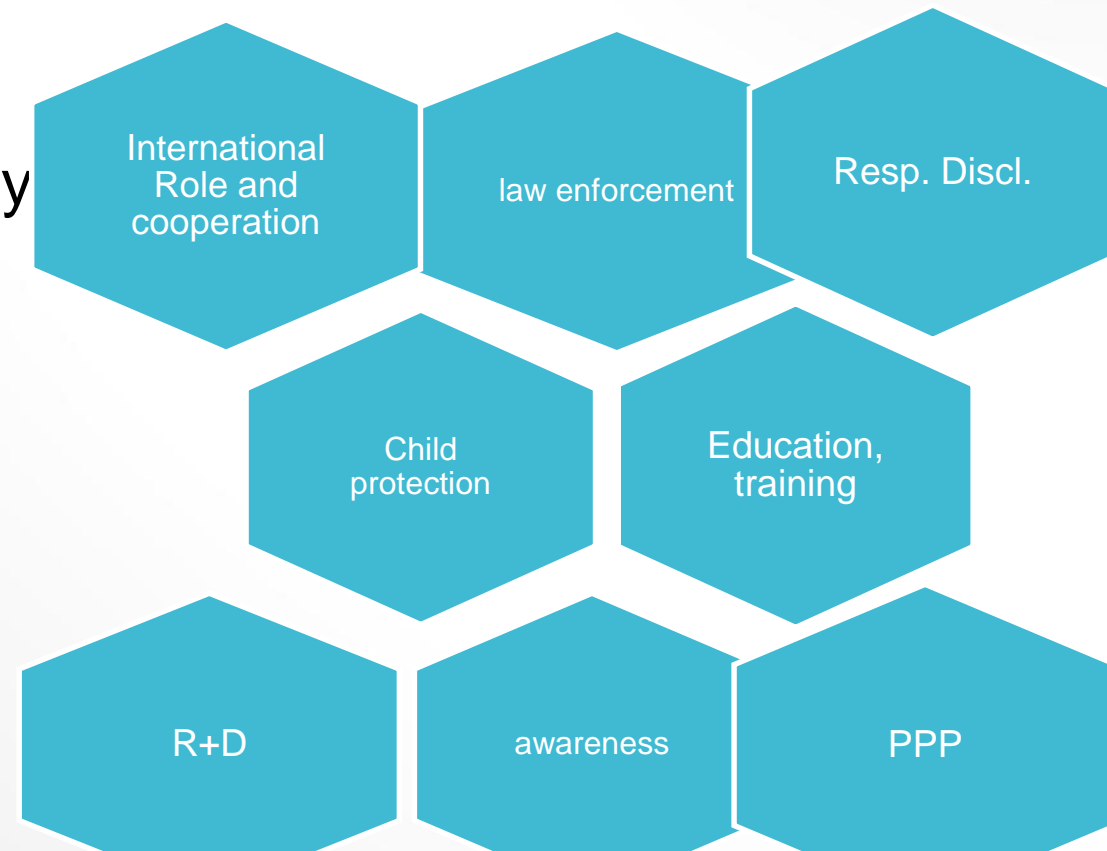 y
International
Role and
cooperation
law enforcement
Resp. Discl.
Child
protection
Education,
training
R+D
awareness
PPP